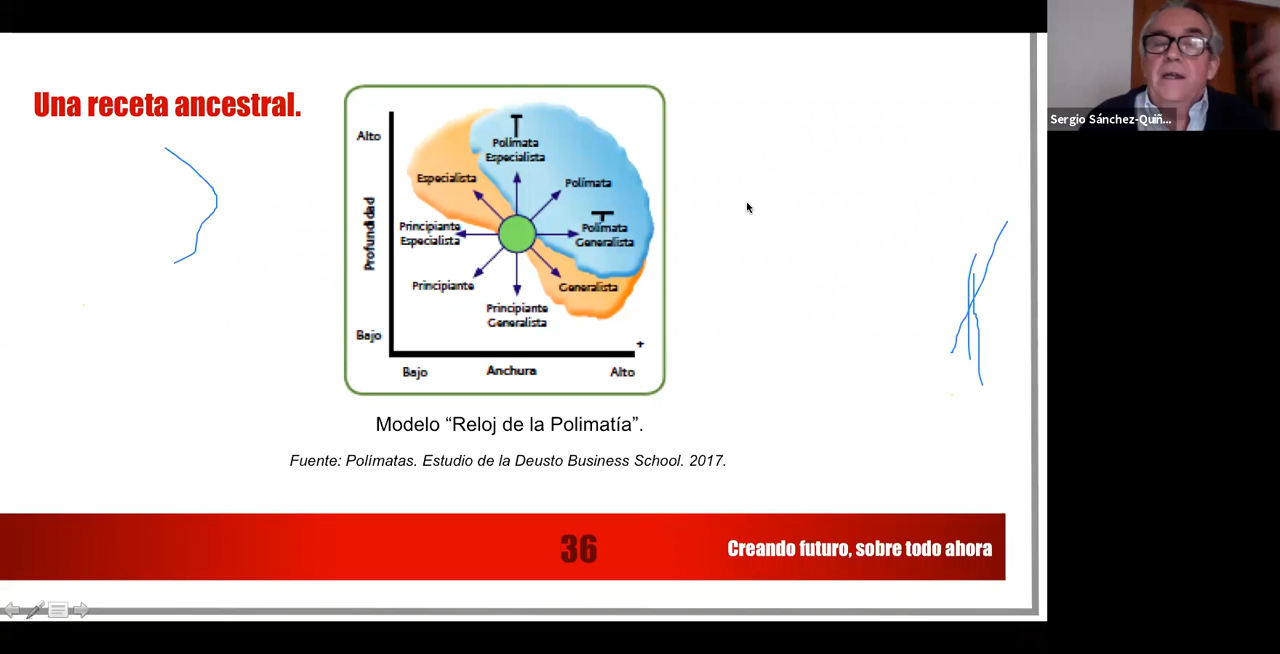 Una receta ancestral.
Alto
Profundidad
Bajo
Polímata
Especialista
Especialista
Polímata
Principiante
Especialista
Polímata
Generalista
Principiante
Generalista
Principiante
Generalista
+
Bajo
Anchura
Alto
Modelo “Reloj de la Polimatía”.
Fuente: Polímatas. Estudio de la Deusto Business School. 2017.
36
Creando futuro, sobre todo ahora
Sergio Sánchez-Quiñ...